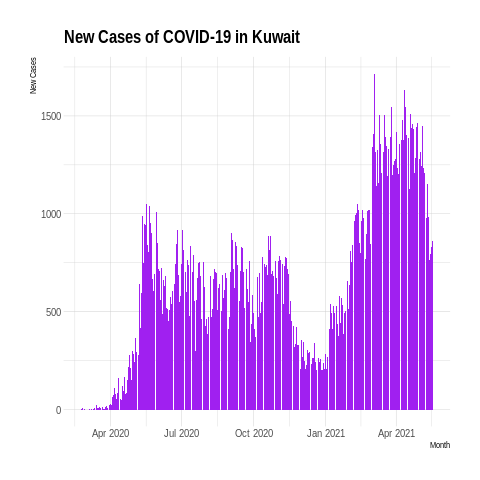 New Cases of COVID-19 in Kuwait
New Cases
1500
1000
500
0
Apr 2020
Jul 2020
Oct 2020
Jan 2021
Apr 2021
Month